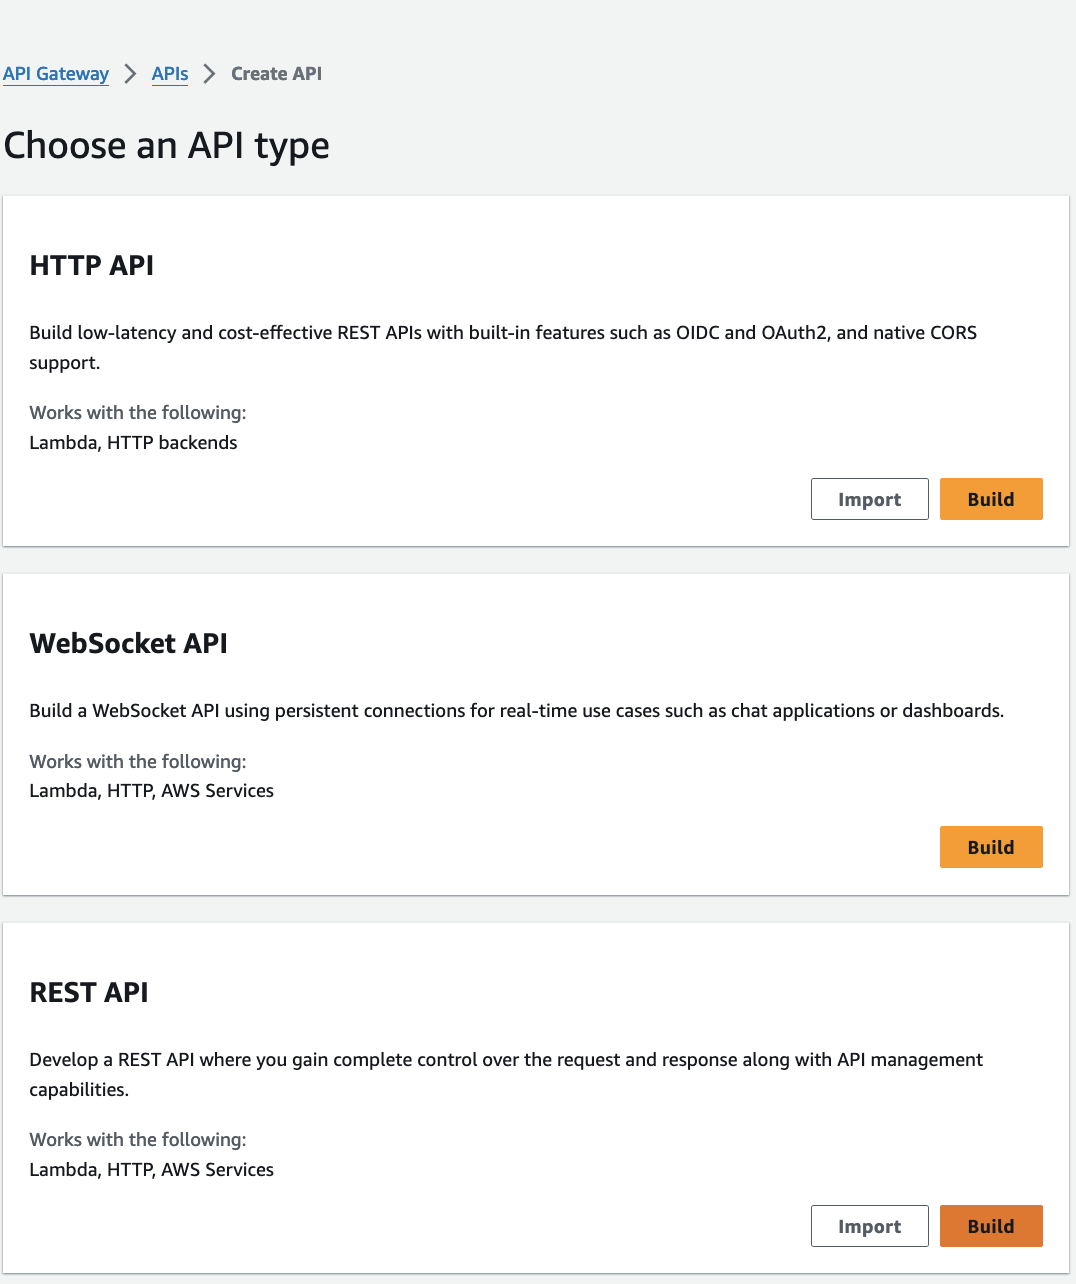 API Gateway > APIs > Create API
Choose an API type
HTTP API
Build low-latency and cost-effective REST APIs with built-in features such as OIDC and OAuth2, and native CORS
support.
Works with the following:
Lambda, HTTP backends
Import Build
WebSocket API
Build a WebSocket API using persistent connections for real-time use cases such as chat applications or dashboards.
Works with the following:
Lambda, HTTP, AWS Services
Build
REST API
Develop a REST API where you gain complete control over the request and response along with API management
capabilities.
Works with the following:
Lambda, HTTP, AWS Services
Import Build